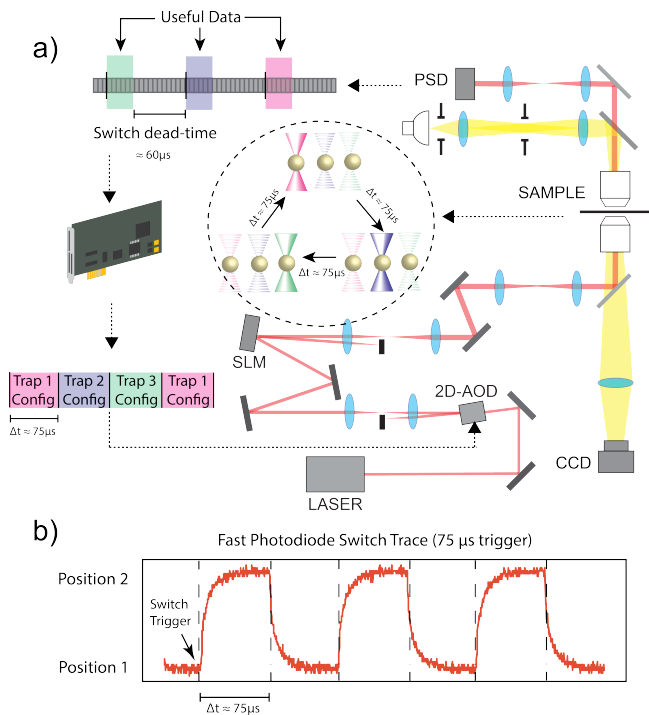 a)
Useful Data
Switch dead-time
≈ 60µs
PSD
SAMPLE
Δt ≈ 75µs
Δt ≈ 75µs
Δt ≈ 75µs
SLM
2D-AOD
Trap 1 Config
Trap 2 Config
Trap 3 Config
Trap 1 Config
Δt ≈ 75µs
LASER
CCD
b)
Fast Photodiode Switch Trace (75 µs trigger)
Position 2
Switch
Trigger
Position 1
Δt ≈ 75µs